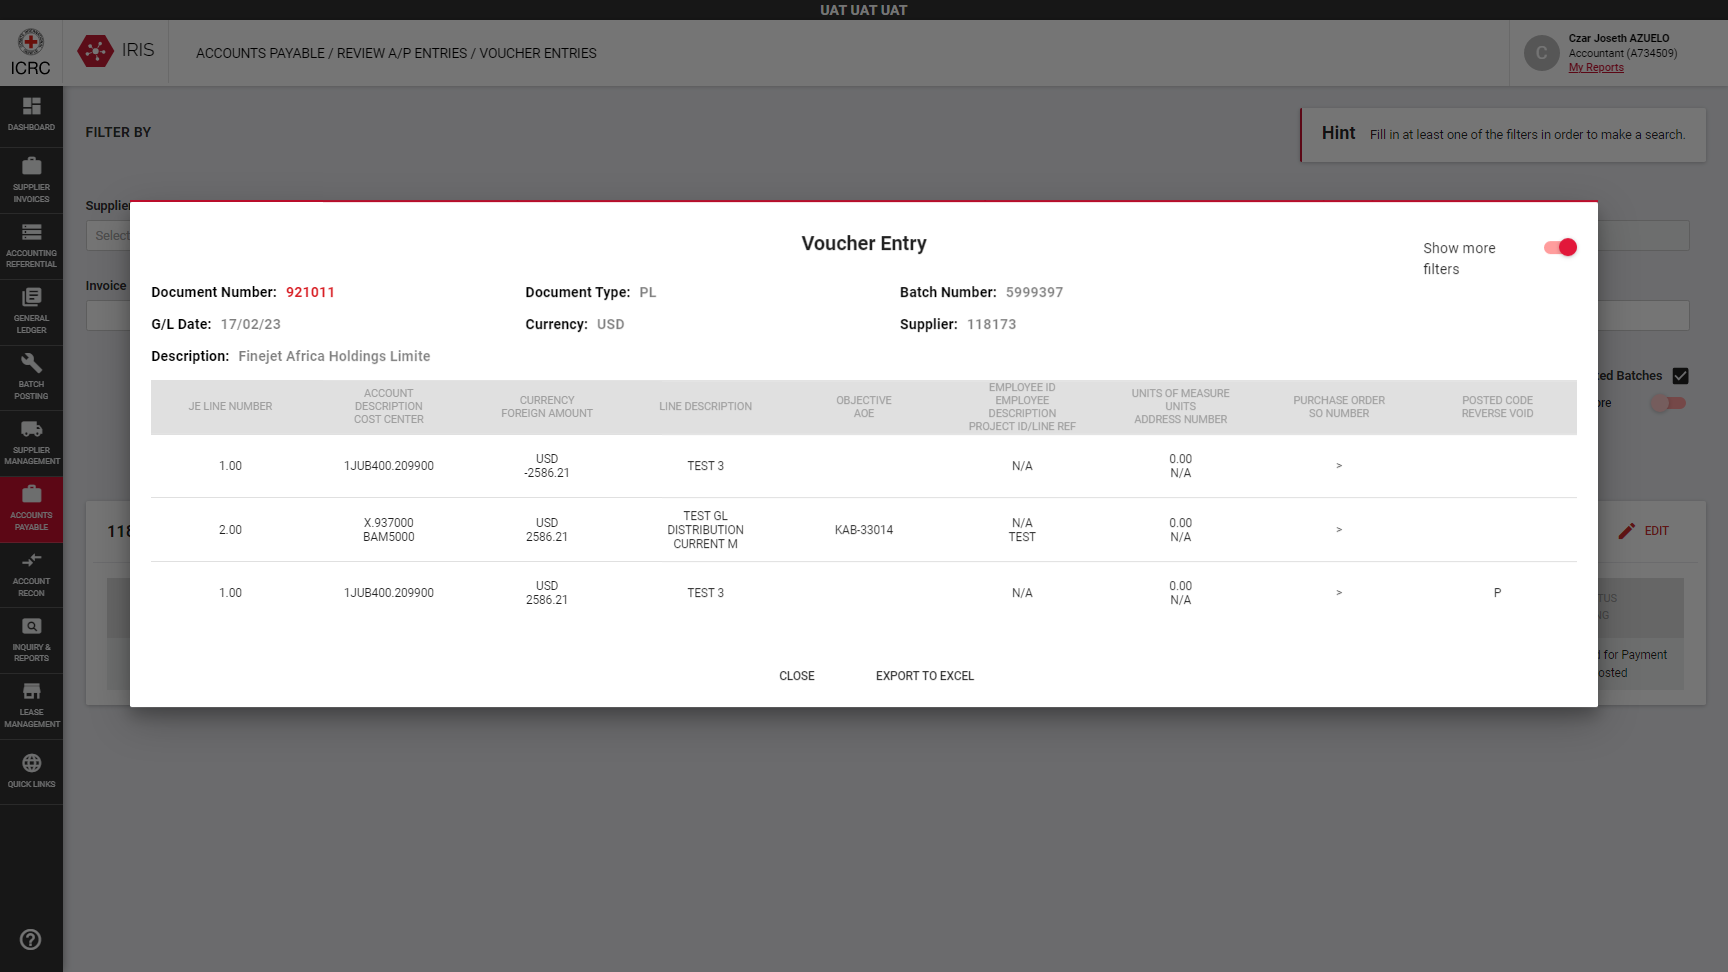 UAT UAT UAT
ICRC
IRIS
ACCOUNTS PAYABLE / REVIEW A/P ENTRIES / VOUCHER ENTRIES
C
Czar Joseth AZUELO
Accountant (A734509)
My Reports
DASHBOARD
SUPPLIER
INVOICES
ACCOUNTING
REFERENTIAL
GENERAL
LEDGER
BATCH
POSTING
SUPPLIER
MANAGEMENT
ACCOUNTS
PAYABLE
ACCOUNT
RECON
INQUIRY &
REPORTS
LEASE
MANAGEMENT
QUICK LINKS
FILTER BY
Hint Fill in at least one of the filters in order to make a search.
Supplier
Select
Invoice
Batches
118
EDIT
for Payment
Voucher Entry
Show more
filters
Document Number: 921011
Document Type: PL
Batch Number: 5999397
G/L Date: 17/02/23
Currency: USD
Supplier: 118173
Description: Finejet Africa Holdings Limite
JE LINE NUMBER
ACCOUNT
DESCRIPTION
COST CENTER
CURRENCY
FOREIGN AMOUNT
LINE DESCRIPTION
OBJECTIVE
AOE
EMPLOYEE ID
EMPLOYEE
DESCRIPTION
PROJECT ID/LINE REF
UNITS OF MEASURE
UNITS
ADDRESS NUMBER
PURCHASE ORDER
SO NUMBER
POSTED CODE
REVERSE VOID
1.00
1JUB400.209900
USD
-2586.21
TEST 3
N/A
0.00
N/A
>
2.00
X.937000
BAM5000
USD
2586.21
TEST GL
DISTRIBUTION
CURRENT M
KAB-33014
N/A
TEST
0.00
N/A
>
1.00
1JUB400.209900
USD
2586.21
TEST 3
N/A
0.00
N/A
>
P
CLOSE
EXPORT TO EXCEL